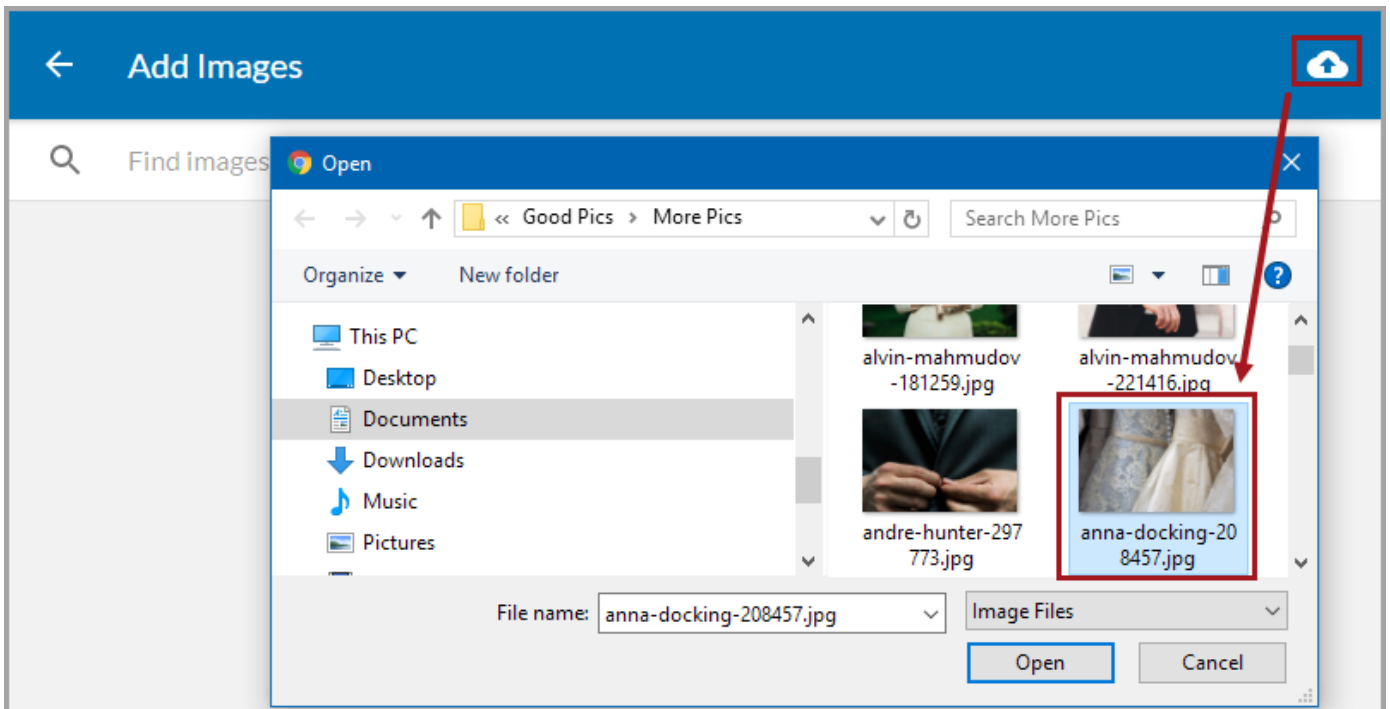 Add Images
Find images
Open
« Good Pics › More Pics
Search More Pics
Organize
New folder
?
This PC
Desktop
Documents
Downloads
Music
Pictures
alvin-mahmudov
-181259.jpg
alvin-mahmudov
-221416.jpg
andre-hunter-297
773.jpg
anna-docking-20
8457.jpg
File name: anna-docking-208457.jpg
Image Files
Open
Cancel